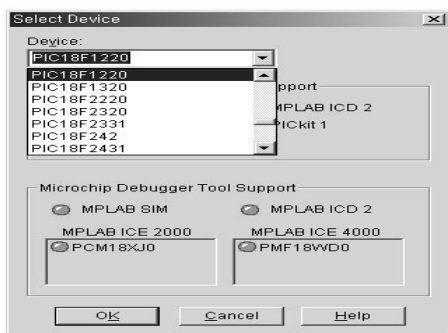 Select Device
Device:
PIC18F1220
PIC18F1220
PIC18F1320
PIC18F2220
PIC18F2320
PIC18F2331
PIC18F242
PIC18F2431
pport
MPLAB ICD 2
PICkit 1
Microchip Debugger Tool Support
MPLAB SIM
MPLAB ICD 2
MPLAB ICE 2000
MPLAB ICE 4000
PCM18XJ0
PMF18WD0
OK
Cancel
Help